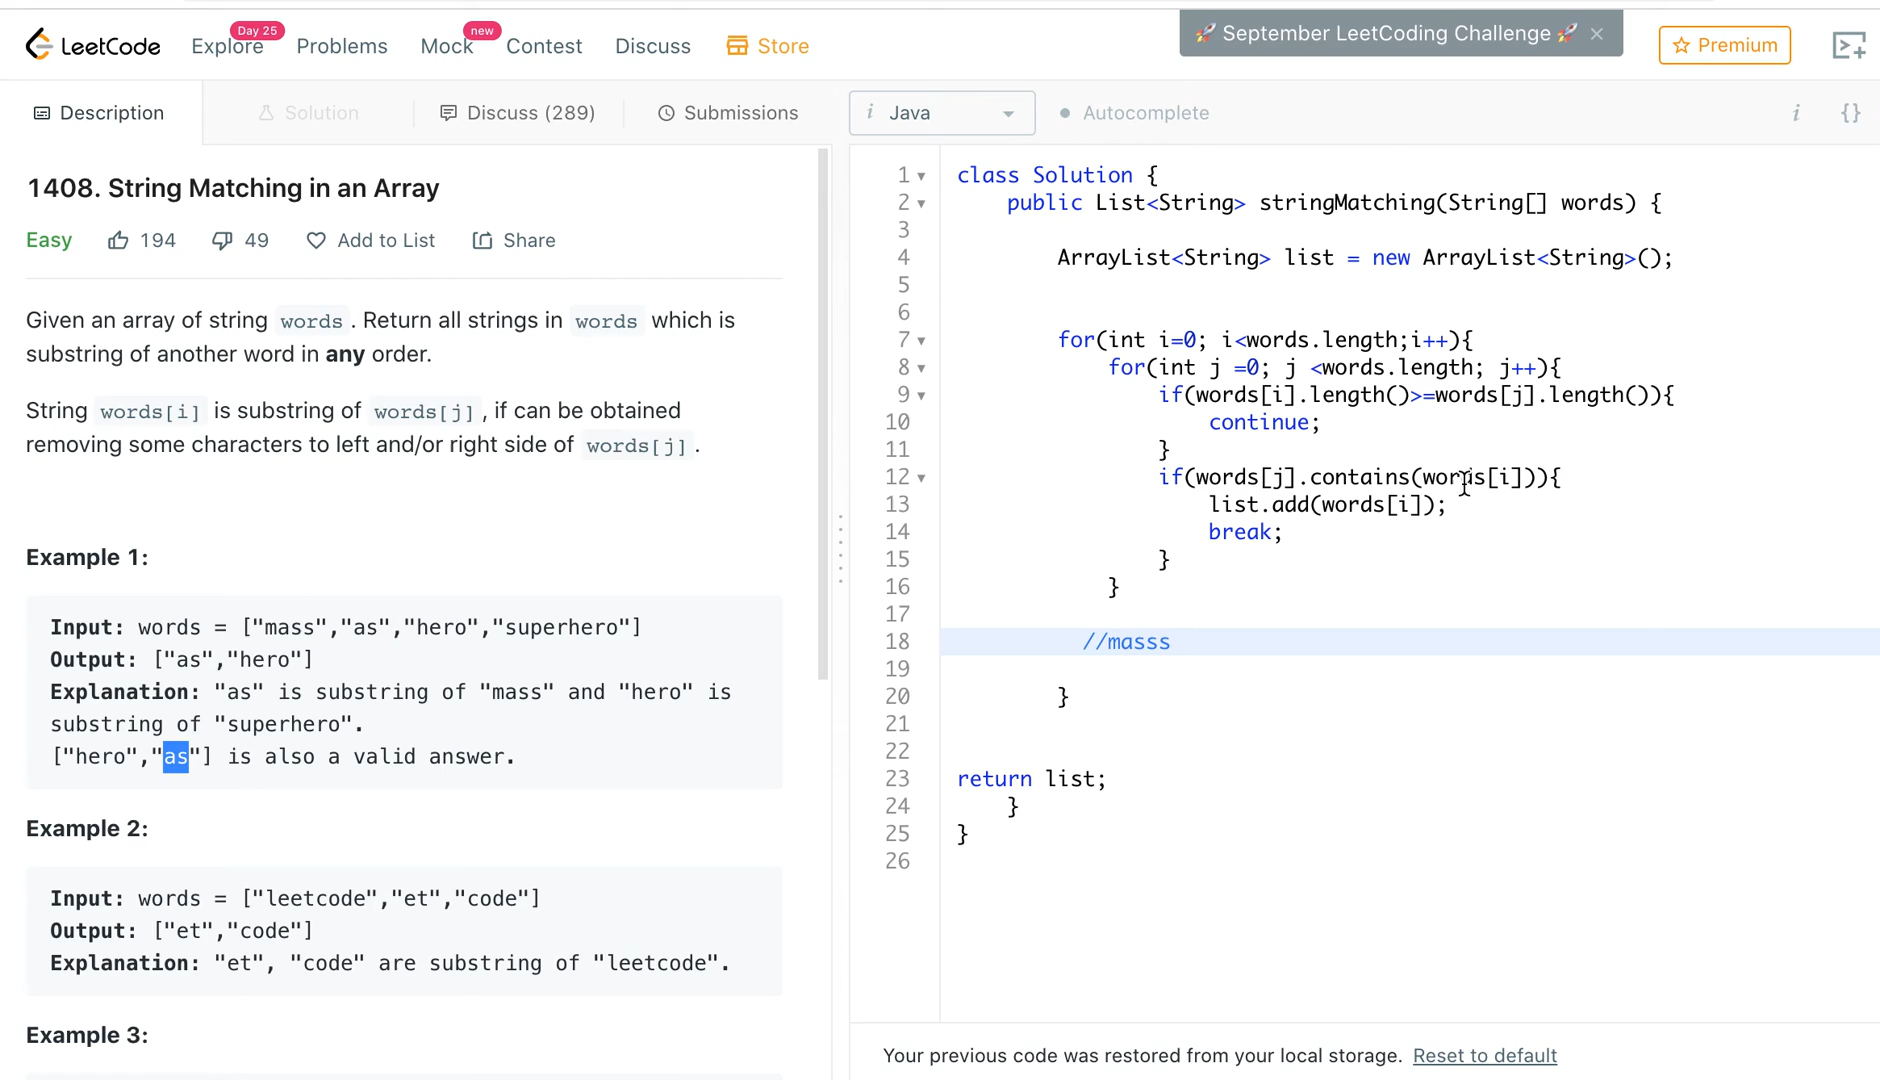 Day 25
new
LeetCode Explore Problems Mock Contest Discuss Store
🚀 September LeetCoding Challenge 🚀 ×
Premium
Description Solution Discuss (289) Submissions
i Java Autocomplete i {}
1408. String Matching in an Array
Easy 194 49 Add to List Share
Given an array of string words. Return all strings in words which is
substring of another word in any order.
String words[i] is substring of words[j], if can be obtained
removing some characters to left and/or right side of words[j].
Example 1:
Input: words = ["mass","as","hero","superhero"]
Output: ["as","hero"]
Explanation: "as" is substring of "mass" and "hero" is
substring of "superhero".
["hero","as"] is also a valid answer.
Example 2:
Input: words = ["leetcode","et","code"]
Output: ["et","code"]
Explanation: "et", "code" are substring of "leetcode".
Example 3:
1 class Solution {
2 public List<String> stringMatching(String[] words) {
3
4 ArrayList<String> list = new ArrayList<String>();
5
6
7 for(int i=0; i<words.length;i++){
8 for(int j =0; j <words.length; j++){
9 if(words[i].length()>=words[j].length()){
10 continue;
11 }
12 if(words[j].contains(words[i])){
13 list.add(words[i]);
14 break;
15 }
16 }
17
18 //masss
19
20 }
21
22
23 return list;
24 }
25 }
26
Your previous code was restored from your local storage. Reset to default